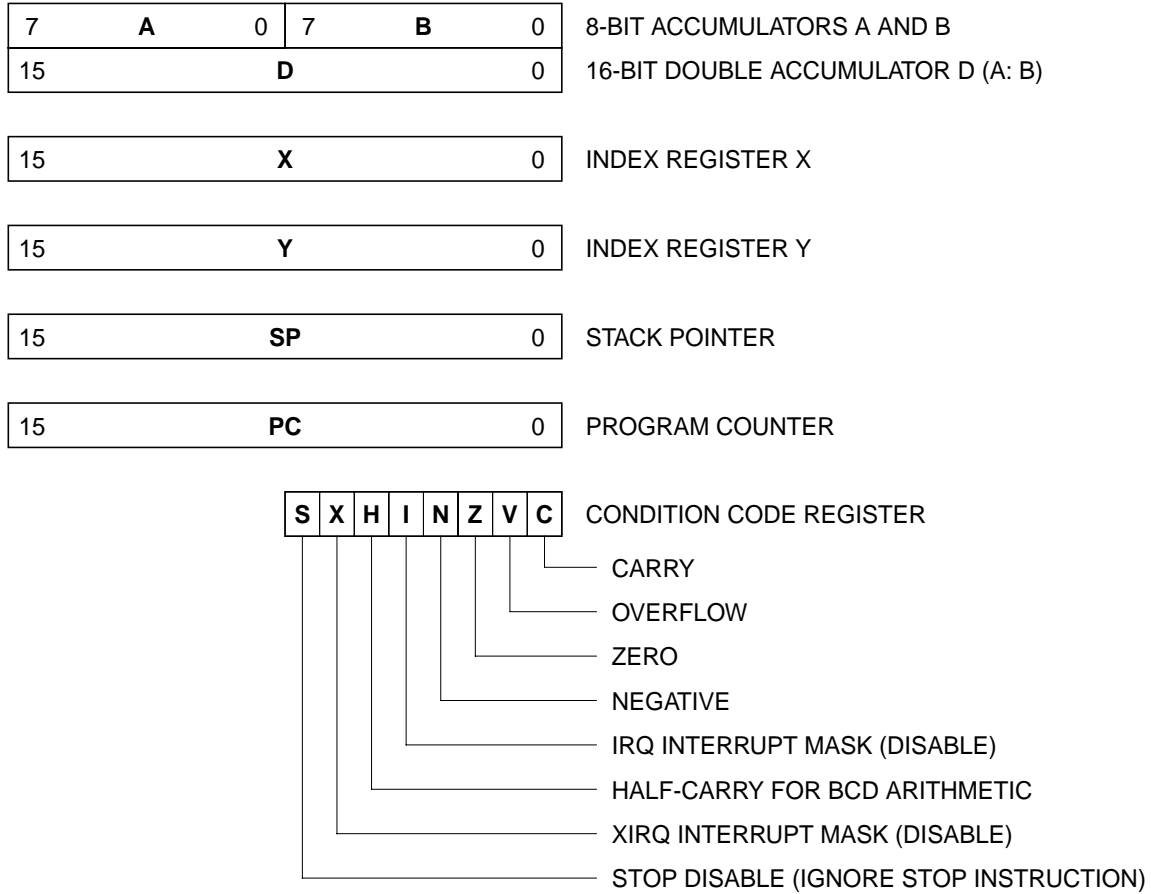 7 A 0 7 B 0 8-BIT ACCUMULATORS A AND B
15 D 0 16-BIT DOUBLE ACCUMULATOR D (A: B)
15 X 0 INDEX REGISTER X
15 Y 0 INDEX REGISTER Y
15 SP 0 STACK POINTER
15 PC 0 PROGRAM COUNTER
S X H I N Z V C CONDITION CODE REGISTER
CARRY
OVERFLOW
ZERO
NEGATIVE
IRQ INTERRUPT MASK (DISABLE)
HALF-CARRY FOR BCD ARITHMETIC
XIRQ INTERRUPT MASK (DISABLE)
STOP DISABLE (IGNORE STOP INSTRUCTION)